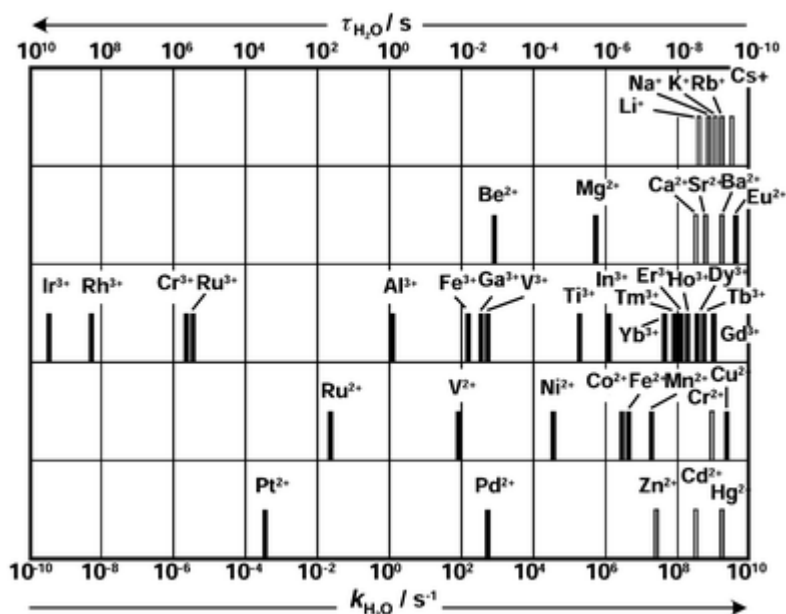 τH₂O / s
10¹⁰ 10⁸ 10⁶ 10⁴ 10² 10⁰ 10⁻² 10⁻⁴ 10⁻⁶ 10⁻⁸ 10⁻¹⁰
Na⁺ K⁺ Rb⁺ Cs+
Li⁺
Be²⁺ Mg²⁺ Ca²⁺ Sr²⁺ Ba²⁺ Eu²⁺
Ir³⁺ Rh³⁺ Cr³⁺ Ru³⁺ Al³⁺ Fe³⁺ Ga³⁺ V³⁺ In³⁺ Er³⁺ Ho³⁺ Dy³⁺
Ti³⁺ Tm³⁺ Tb³⁺
Yb³⁺ Gd³⁺
Ru²⁺ V²⁺ Ni²⁺ Co²⁺ Fe²⁺ Mn²⁺ Cu²⁻
Cr²⁺
Pt²⁺ Pd²⁺ Zn²⁺ Cd²⁺ Hg²⁻
10⁻¹⁰ 10⁻⁸ 10⁻⁶ 10⁻⁴ 10⁻² 10⁰ 10² 10⁴ 10⁶ 10⁸ 10¹⁰
kH₂O / s⁻¹